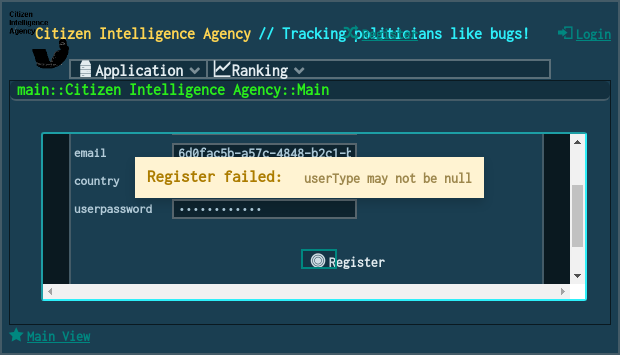 Citizen
Intelligence
Agency
Citizen Intelligence Agency // Tracking politicians like bugs!
Register
Login
Application
Ranking
main::Citizen Intelligence Agency::Main
email
6d0fac5b-a57c-4848-b2c1-b
country
Register failed: userType may not be null
userpassword
••••••••••••
Register
Main View